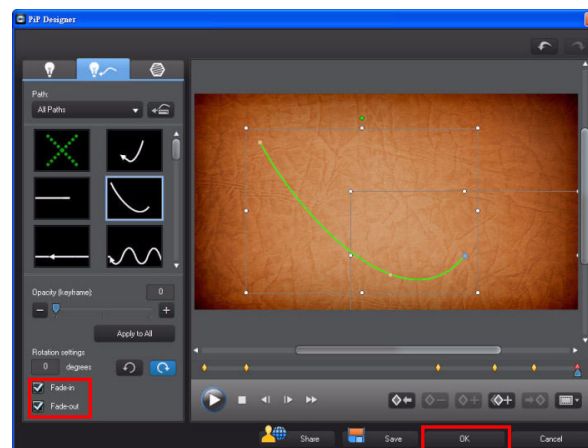 PiP Designer
Path:
All Paths
Opacity (keyframe):
0
Apply to All
Rotation settings
0 degrees
Fade-in
Fade-out
Share
Save
OK
Cancel